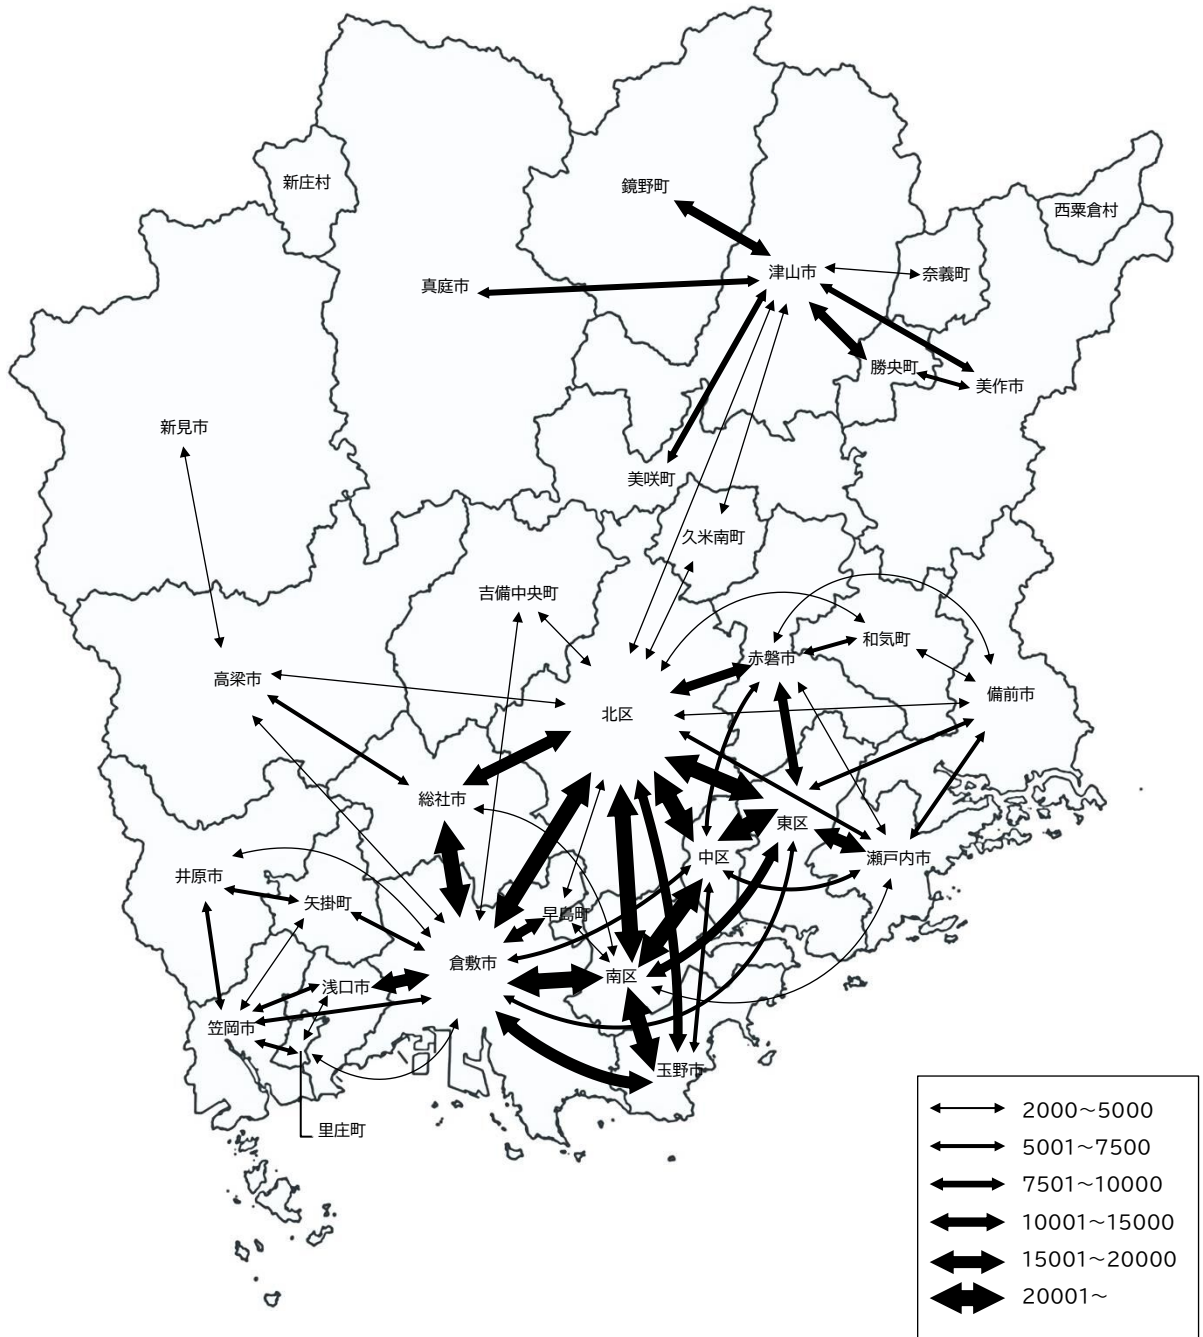 新庄村
鏡野町
西粟倉村
津山市
奈義町
真庭市
勝央町
美作市
新見市
美咲町
久米南町
吉備中央町
和気町
赤磐市
高梁市
備前市
北区
総社市
東区
中区
瀬戸内市
井原市
矢掛町
早島町
倉敷市
南区
浅口市
笠岡市
玉野市
里庄町
2000～5000
5001～7500
7501～10000
10001～15000
15001～20000
20001～